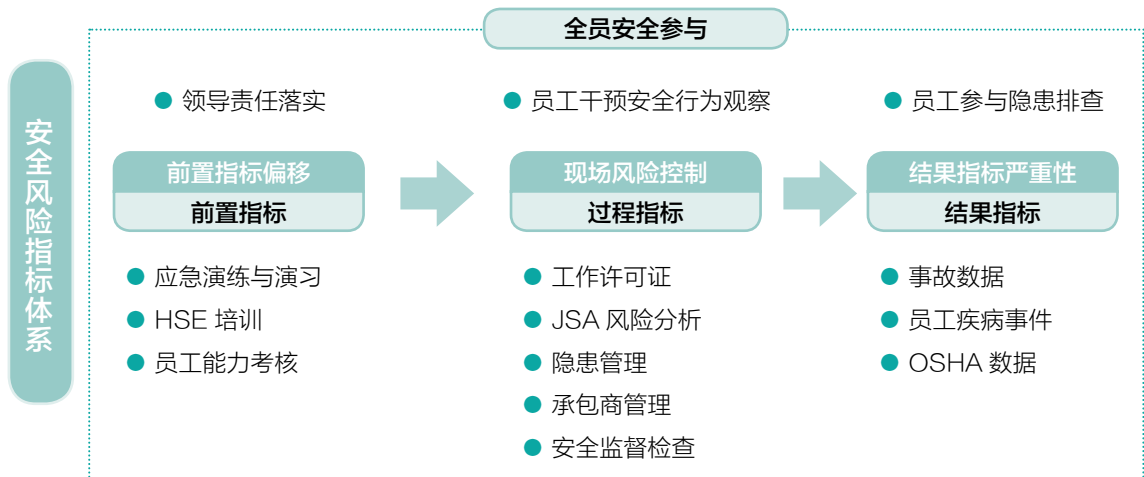 全员安全参与
安全风险指标体系
领导责任落实
员工干预安全行为观察
员工参与隐患排查
前置指标偏移
前置指标
现场风险控制
过程指标
结果指标严重性
结果指标
应急演练与演习
HSE 培训
员工能力考核
工作许可证
JSA 风险分析
隐患管理
承包商管理
安全监督检查
事故数据
员工疾病事件
OSHA 数据